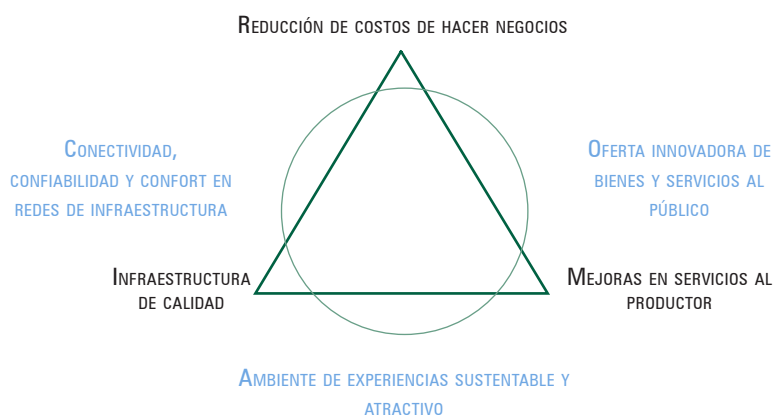 Reducción de costos de hacer negocios
Conectividad,
confiabilidad y confort en
redes de infraestructura
Oferta innovadora de
bienes y servicios al
público
Infraestructura
de calidad
Mejoras en servicios al
productor
Ambiente de experiencias sustentable y
atractivo